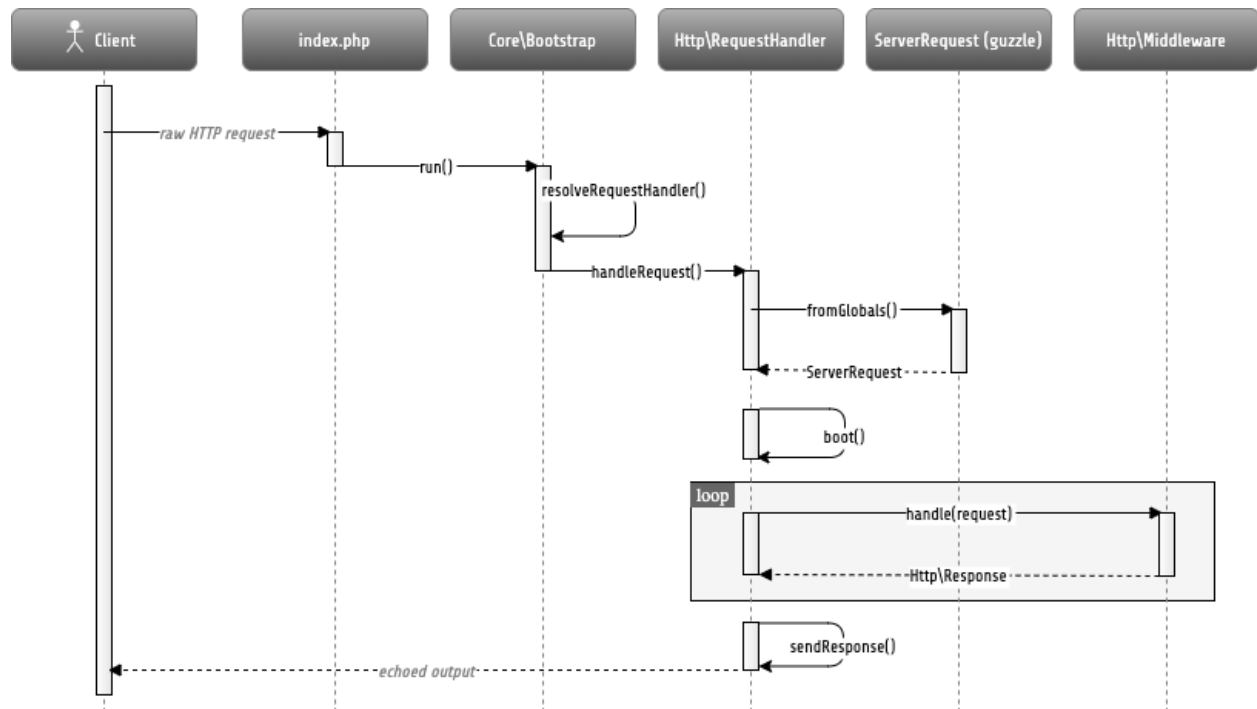 Client
index.php
Core\Bootstrap
Http\RequestHandler
ServerRequest (guzzle)
Http\Middleware
raw HTTP request
run()
resolveRequestHandler()
handleRequest()
fromGlobals()
ServerRequest
boot()
loop
handle(request)
Http\Response
sendResponse()
echoed output